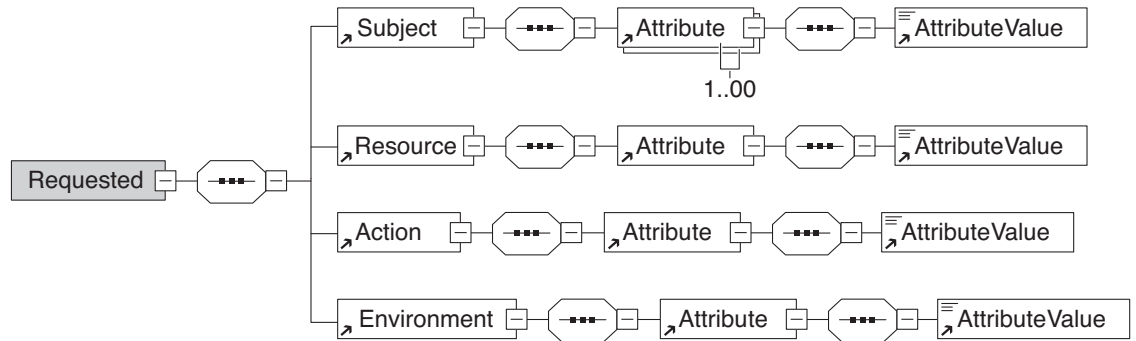 Subject Attribute AttributeValue
1..00
Resource Attribute AttributeValue
Requested
Action Attribute AttributeValue
Environment Attribute AttributeValue